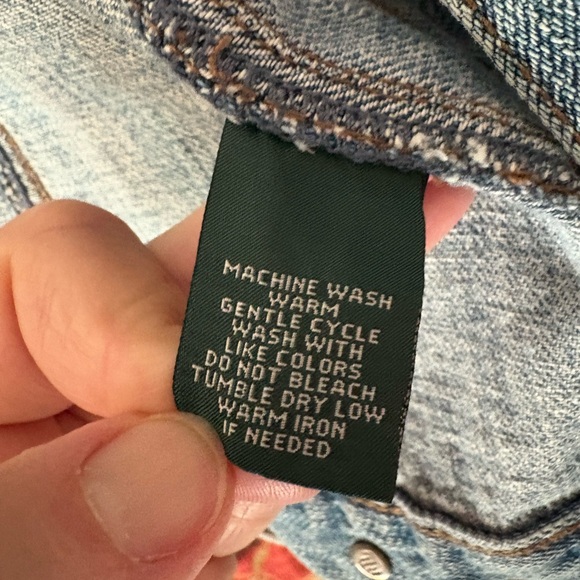 MACHINE WASH
WARM
GENTLE CYCLE
WASH WITH
LIKE COLORS
DO NOT BLEACH
TUMBLE DRY LOW
WARM IRON
IF NEEDED